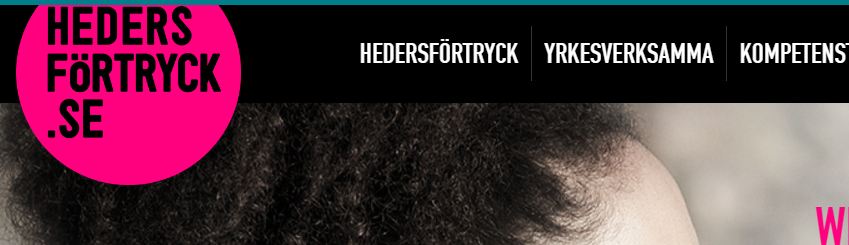 HEDERS
FÖRTRYCK
.SE
HEDERSFÖRTRYCK
YRKESVERKSAMMA